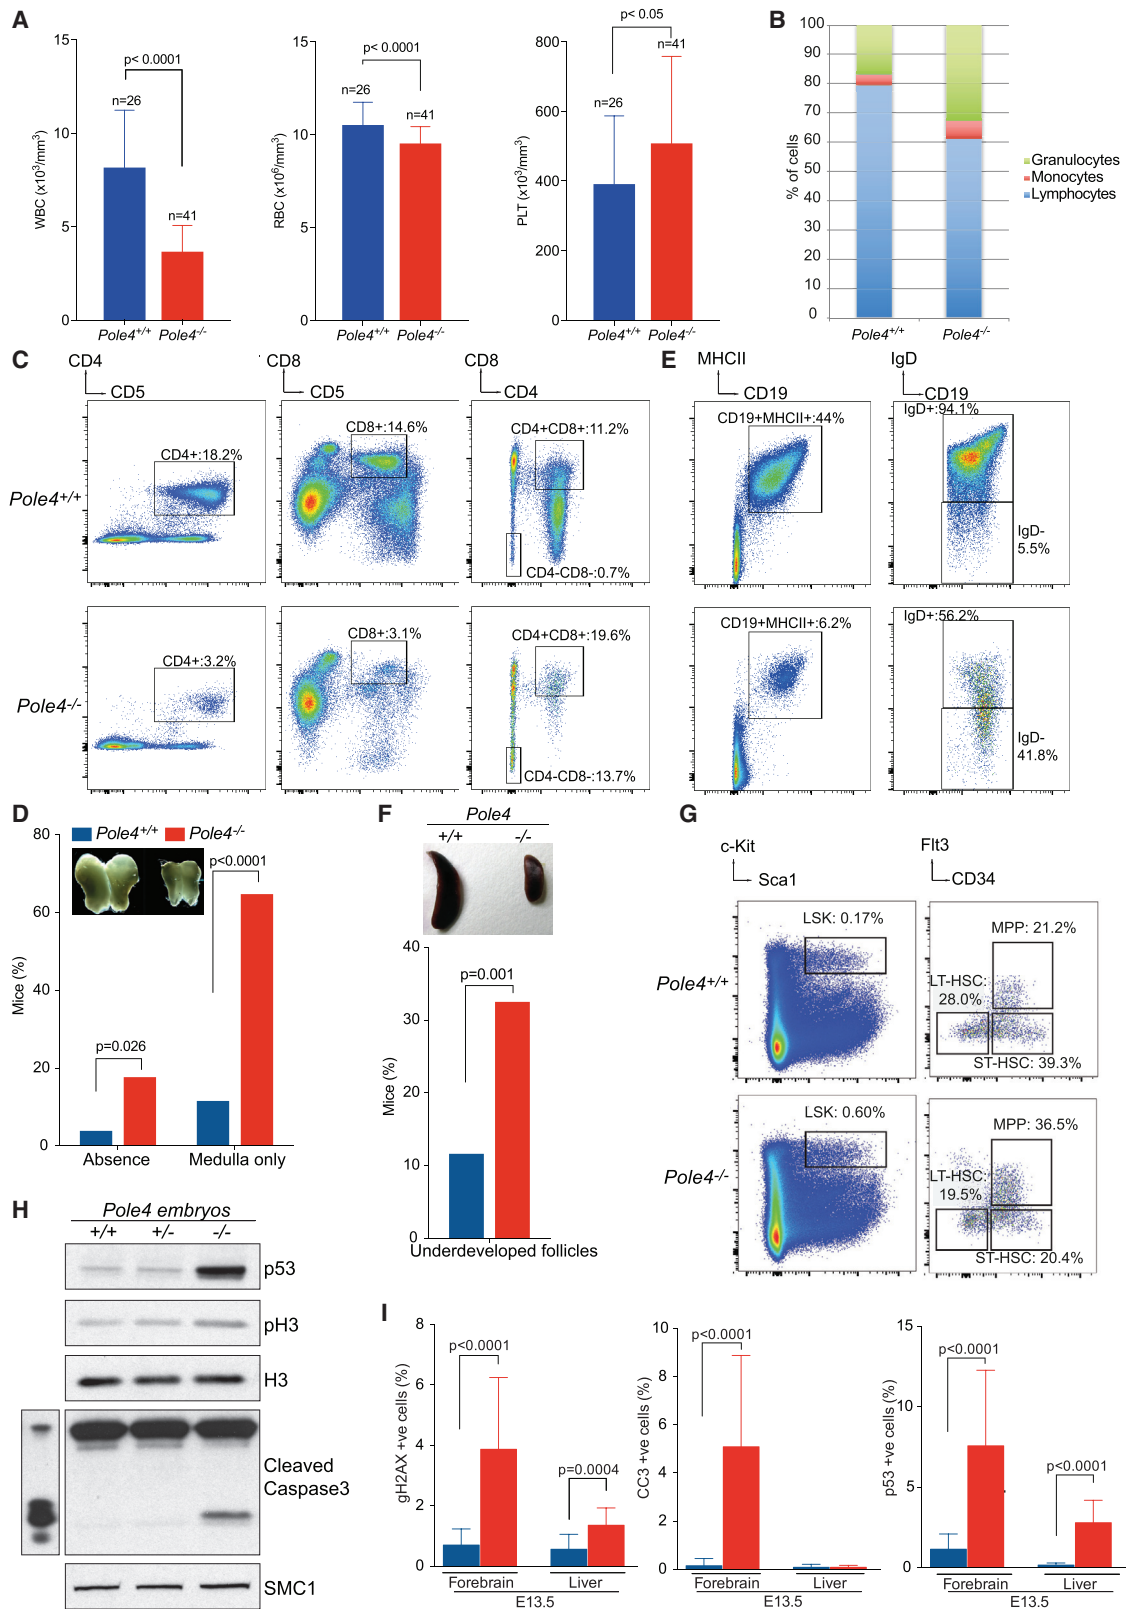 A
15
10
5
0
WBC (x10³/mm³)
p< 0.0001
n=26
n=41
Pole4+/+ Pole4-/-
15
10
5
0
RBC (x10⁶/mm³)
p< 0.0001
n=26
n=41
Pole4+/+ Pole4-/-
800
600
400
200
0
PLT (x10³/mm³)
p< 0.05
n=41
n=26
Pole4+/+ Pole4-/-
B
100
90
80
70
60
50
40
30
20
10
0
% of cells
Pole4+/+ Pole4-/-
Granulocytes
Monocytes
Lymphocytes
C
CD4
CD5
CD8
CD5
CD8
CD4
Pole4+/+
CD4+:18.2%
CD8+:14.6%
CD4+CD8+:11.2%
CD4-CD8-:0.7%
Pole4-/-
CD4+:3.2%
CD8+:3.1%
CD4+CD8+:19.6%
CD4-CD8-:13.7%
E
MHCII
CD19
IgD
CD19
CD19+MHCII+:44%
IgD+:94.1%
IgD-
5.5%
CD19+MHCII+:6.2%
IgD+:56.2%
IgD-
41.8%
D
Pole4+/+ Pole4-/-
80
60
40
20
0
Mice (%)
p<0.0001
p=0.026
Absence Medulla only
F
Pole4
+/+ -/-
40
30
20
10
0
Mice (%)
p=0.001
Underdeveloped follicles
G
c-Kit
Sca1
Flt3
CD34
Pole4+/+
LSK: 0.17%
MPP: 21.2%
LT-HSC:
28.0%
ST-HSC: 39.3%
Pole4-/-
LSK: 0.60%
MPP: 36.5%
LT-HSC:
19.5%
ST-HSC: 20.4%
H
Pole4 embryos
+/+ +/- -/-
p53
pH3
H3
Cleaved
Caspase3
SMC1
I
8
6
4
2
0
gH2AX +ve cells (%)
p<0.0001
p=0.0004
Forebrain Liver
E13.5
10
8
6
4
2
0
CC3 +ve cells (%)
p<0.0001
Forebrain Liver
E13.5
15
10
5
0
p53 +ve cells (%)
p<0.0001
p<0.0001
Forebrain Liver
E13.5